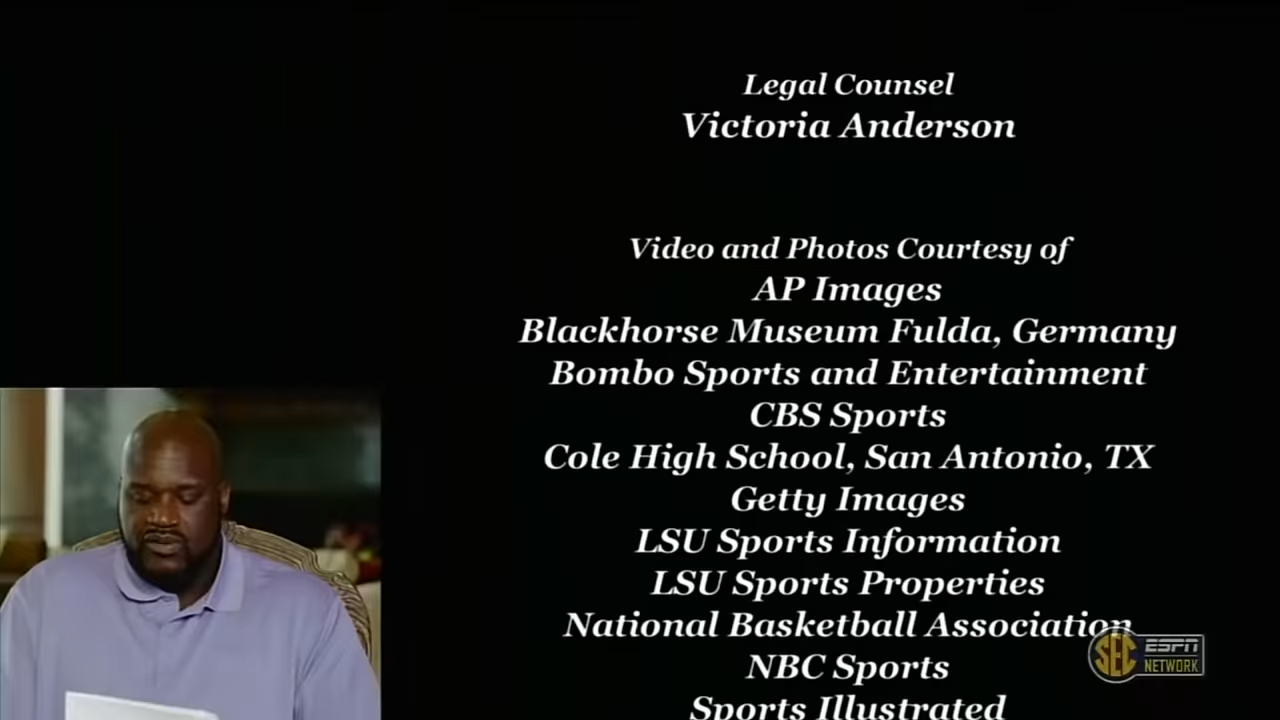 Legal Counsel
Victoria Anderson
Video and Photos Courtesy of
AP Images
Blackhorse Museum Fulda, Germany
Bombo Sports and Entertainment
CBS Sports
Cole High School, San Antonio, TX
Getty Images
LSU Sports Information
LSU Sports Properties
National Basketball Association
NBC Sports
Sports Illustrated
SEC ESPN
NETWORK